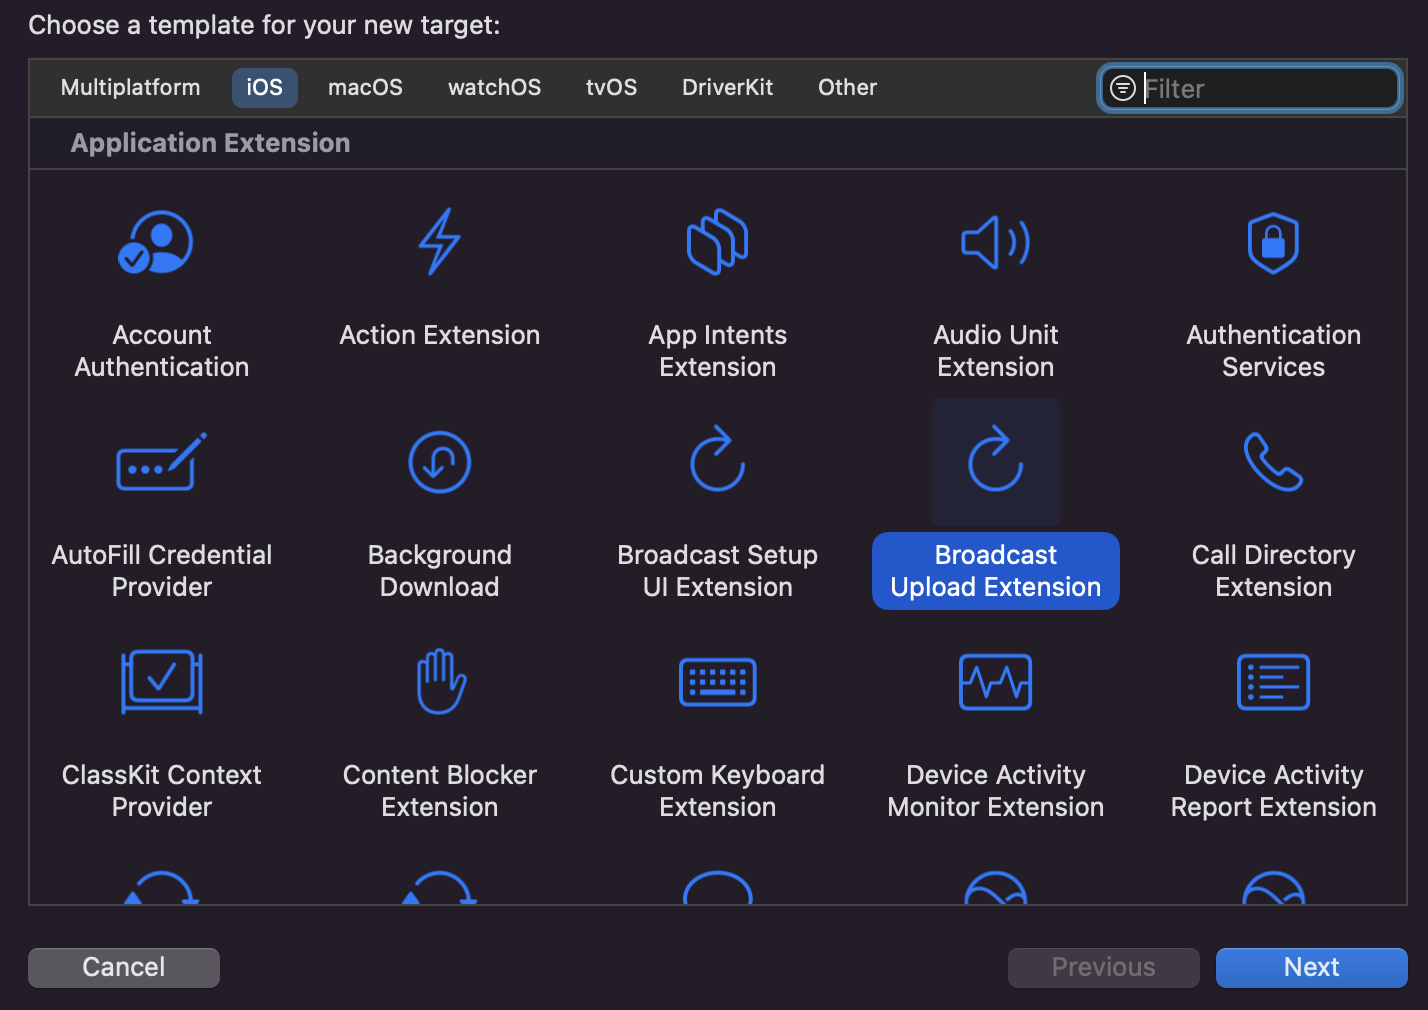 Choose a template for your new target:
Multiplatform iOS macOS watchOS tvOS DriverKit Other Filter
Application Extension
Account Authentication
Action Extension
App Intents Extension
Audio Unit Extension
Authentication Services
AutoFill Credential Provider
Background Download
Broadcast Setup UI Extension
Broadcast Upload Extension
Call Directory Extension
ClassKit Context Provider
Content Blocker Extension
Custom Keyboard Extension
Device Activity Monitor Extension
Device Activity Report Extension
Cancel Previous Next